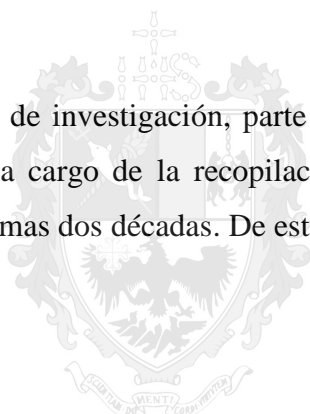 de investigación, parte
a cargo de la recopilac
mas dos décadas. De est